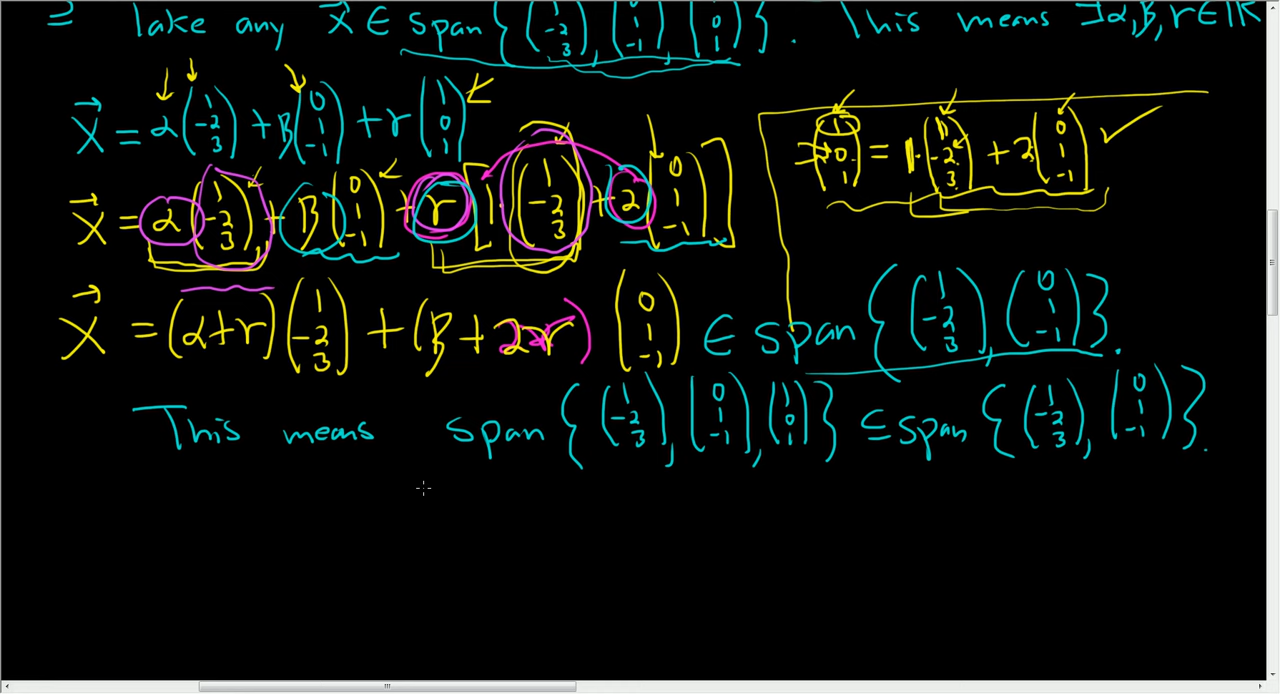 ⊇ Take any x⃗ ∈ span{(1, -2, 3), (0, 1, -1), (1, 0, 1)}. This means ∃α, β, r ∈ ℝ
x⃗ = α(1, -2, 3) + β(0, 1, -1) + r(1, 0, 1)
(1, 0, 1) = 1·(1, -2, 3) + 2(0, 1, -1) ✓
x⃗ = α(1, -2, 3) + β(0, 1, -1) + r[1·(1, -2, 3) + 2(0, 1, -1)]
x⃗ = (α+r)(1, -2, 3) + (β + 2r)(0, 1, -1) ∈ span{(1, -2, 3), (0, 1, -1)}.
This means span{(1, -2, 3), (0, 1, -1), (1, 0, 1)} ⊆ span{(1, -2, 3), (0, 1, -1)}.